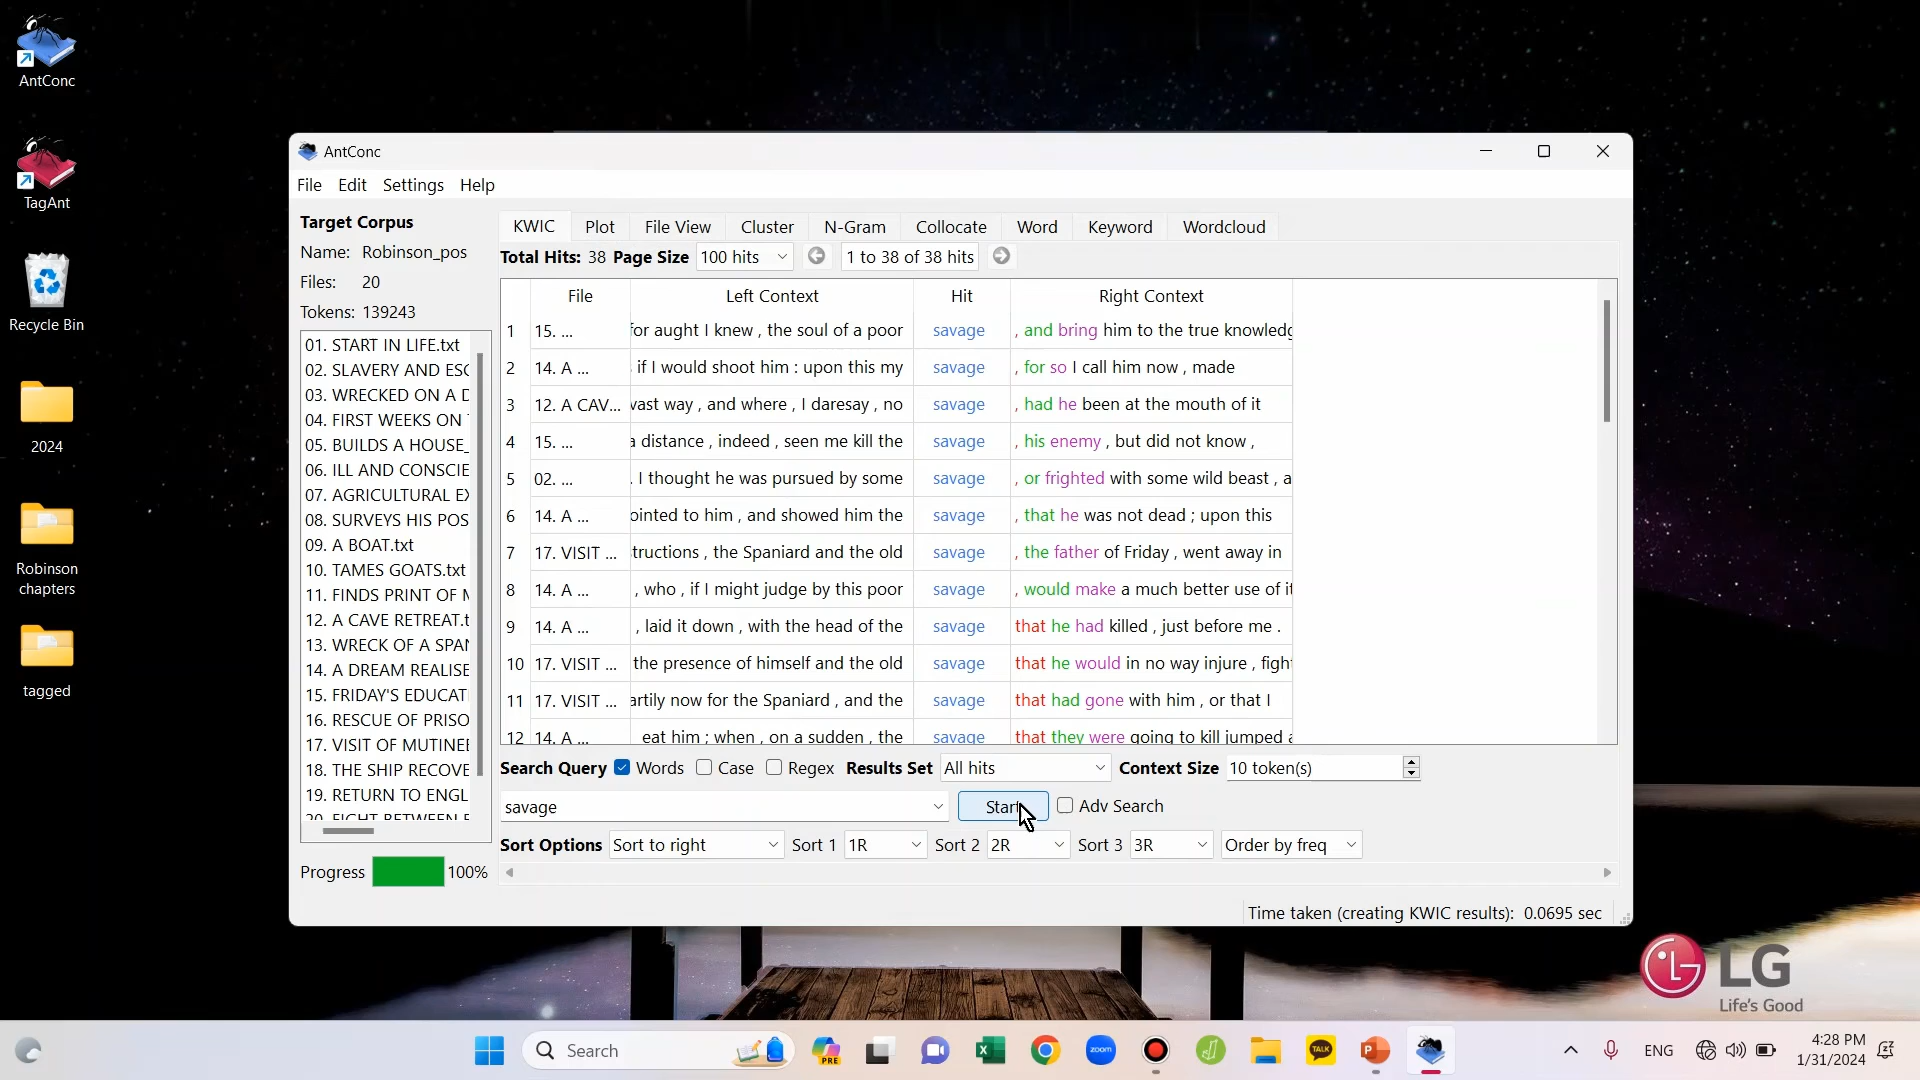 AntConc
TagAnt
Recycle Bin
2024
Robinson
chapters
tagged
AntConc
File Edit Settings Help
Target Corpus
Name: Robinson_pos
Files: 20
Tokens: 139243
01. START IN LIFE.txt
02. SLAVERY AND ESC
03. WRECKED ON A D
04. FIRST WEEKS ON
05. BUILDS A HOUSE_
06. ILL AND CONSCIE
07. AGRICULTURAL EX
08. SURVEYS HIS POS
09. A BOAT.txt
10. TAMES GOATS.txt
11. FINDS PRINT OF M
12. A CAVE RETREAT.t
13. WRECK OF A SPAN
14. A DREAM REALISE
15. FRIDAY'S EDUCAT
16. RESCUE OF PRISO
17. VISIT OF MUTINEE
18. THE SHIP RECOVE
19. RETURN TO ENGL
20. FIGHT BETWEEN F
Progress 100%
KWIC Plot File View Cluster N-Gram Collocate Word Keyword Wordcloud
Total Hits: 38 Page Size 100 hits 1 to 38 of 38 hits
File Left Context Hit Right Context
1 15. ... for aught I knew , the soul of a poor savage , and bring him to the true knowledg
2 14. A ... if I would shoot him : upon this my savage , for so I call him now , made
3 12. A CAV... vast way , and where , I daresay , no savage , had he been at the mouth of it
4 15. ... a distance , indeed , seen me kill the savage , his enemy , but did not know ,
5 02. ... . I thought he was pursued by some savage , or frighted with some wild beast , a
6 14. A ... ointed to him , and showed him the savage , that he was not dead ; upon this
7 17. VISIT ... tructions , the Spaniard and the old savage , the father of Friday , went away in
8 14. A ... , who , if I might judge by this poor savage , would make a much better use of it
9 14. A ... , laid it down , with the head of the savage that he had killed , just before me .
10 17. VISIT ... the presence of himself and the old savage that he would in no way injure , figh
11 17. VISIT ... artily now for the Spaniard , and the savage that had gone with him , or that I
12 14. A ... eat him ; when , on a sudden , the savage that they were going to kill jumped a
Search Query Words Case Regex Results Set All hits Context Size 10 token(s)
savage Start Adv Search
Sort Options Sort to right Sort 1 1R Sort 2 2R Sort 3 3R Order by freq
Time taken (creating KWIC results): 0.0695 sec
LG
Life's Good
Search PRE zoom TALK P ENG 4:28 PM
1/31/2024